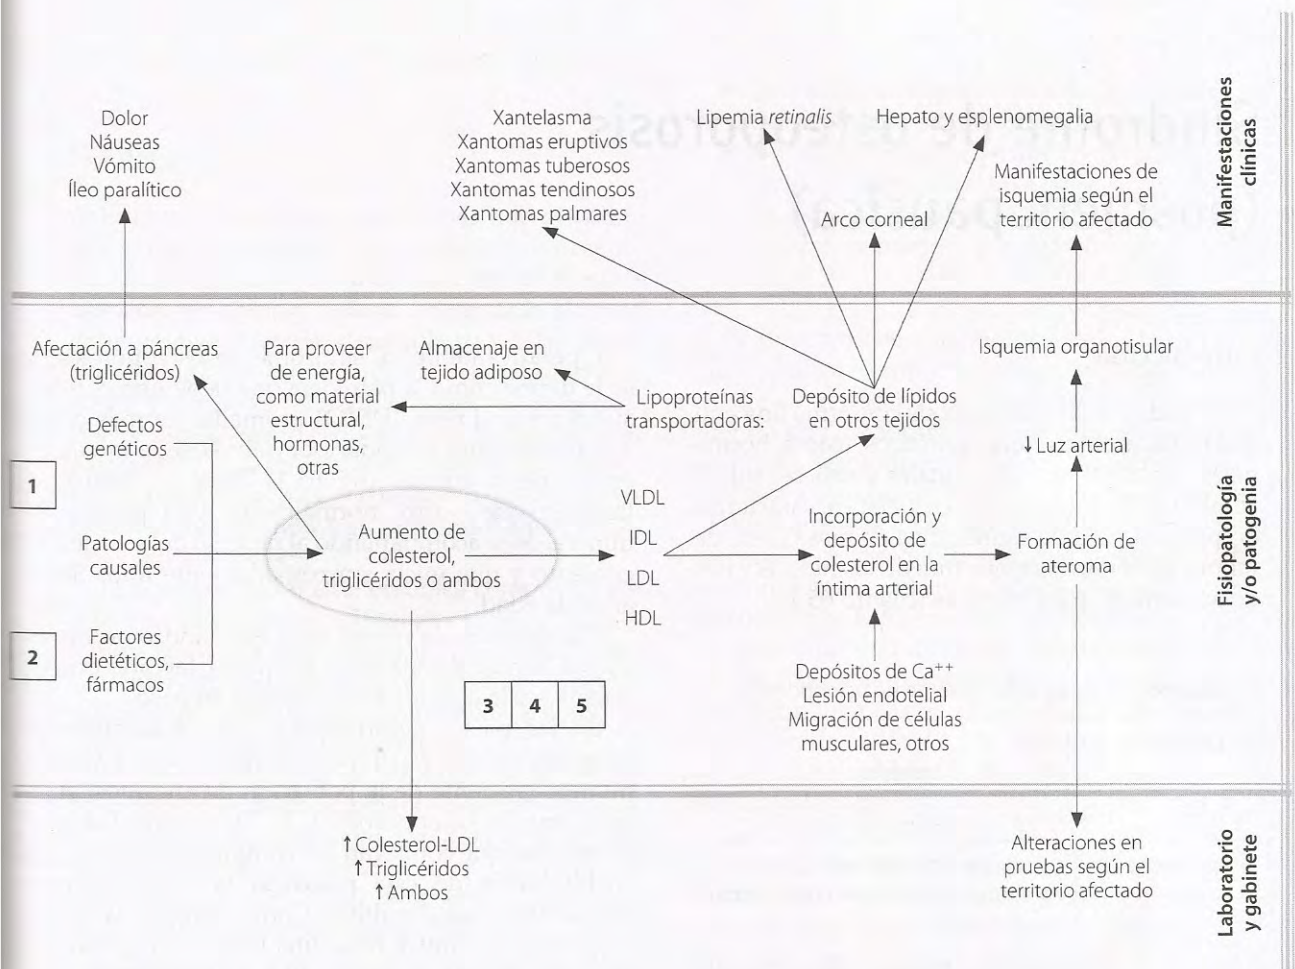 Dolor
Náuseas
Vómito
Íleo paralítico
Xantelasma
Xantomas eruptivos
Xantomas tuberosos
Xantomas tendinosos
Xantomas palmares
Lipemia retinalis
Arco corneal
Hepato y esplenomegalia
Manifestaciones de
isquemia según el
territorio afectado
Manifestaciones
clínicas
Afectación a páncreas
(triglicéridos)
Para proveer
de energía,
como material
estructural,
hormonas,
otras
Almacenaje en
tejido adiposo
Lipoproteínas
transportadoras:
Depósito de lípidos
en otros tejidos
Isquemia organotisular
↓ Luz arterial
Defectos
genéticos
1
Patologías
causales
2
Factores
dietéticos,
fármacos
Aumento de
colesterol,
triglicéridos o ambos
VLDL
IDL
LDL
HDL
Incorporación y
depósito de
colesterol en la
íntima arterial
Formación de
ateroma
Depósitos de Ca++
Lesión endotelial
Migración de células
musculares, otros
3 4 5
Fisiopatología
y/o patogenia
↑ Colesterol-LDL
↑ Triglicéridos
↑ Ambos
Alteraciones en
pruebas según el
territorio afectado
Laboratorio
y gabinete